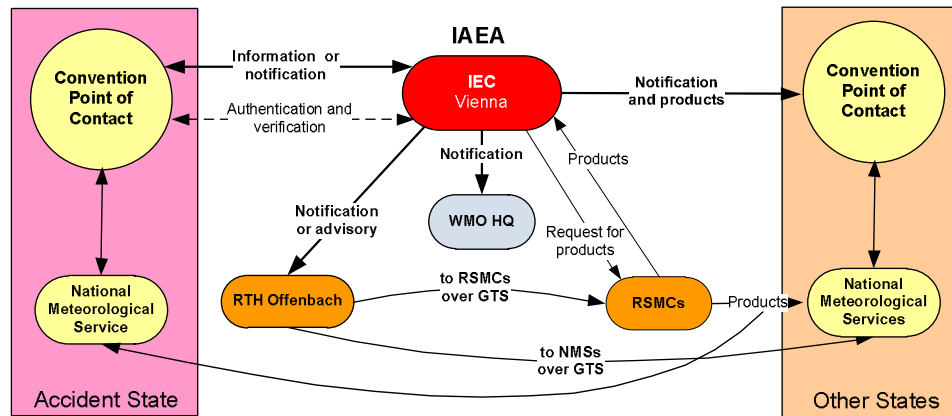 IAEA
Information or
notification
IEC
Vienna
Convention
Point of
Contact
Authentication and
verification
Notification
and products
Convention
Point of
Contact
Notification
Products
Notification
or advisory
WMO HQ
Request for
products
National
Meteorological
Service
RTH Offenbach
to RSMCs
over GTS
RSMCs
Products
National
Meteorological
Services
to NMSs
over GTS
Accident State
Other States